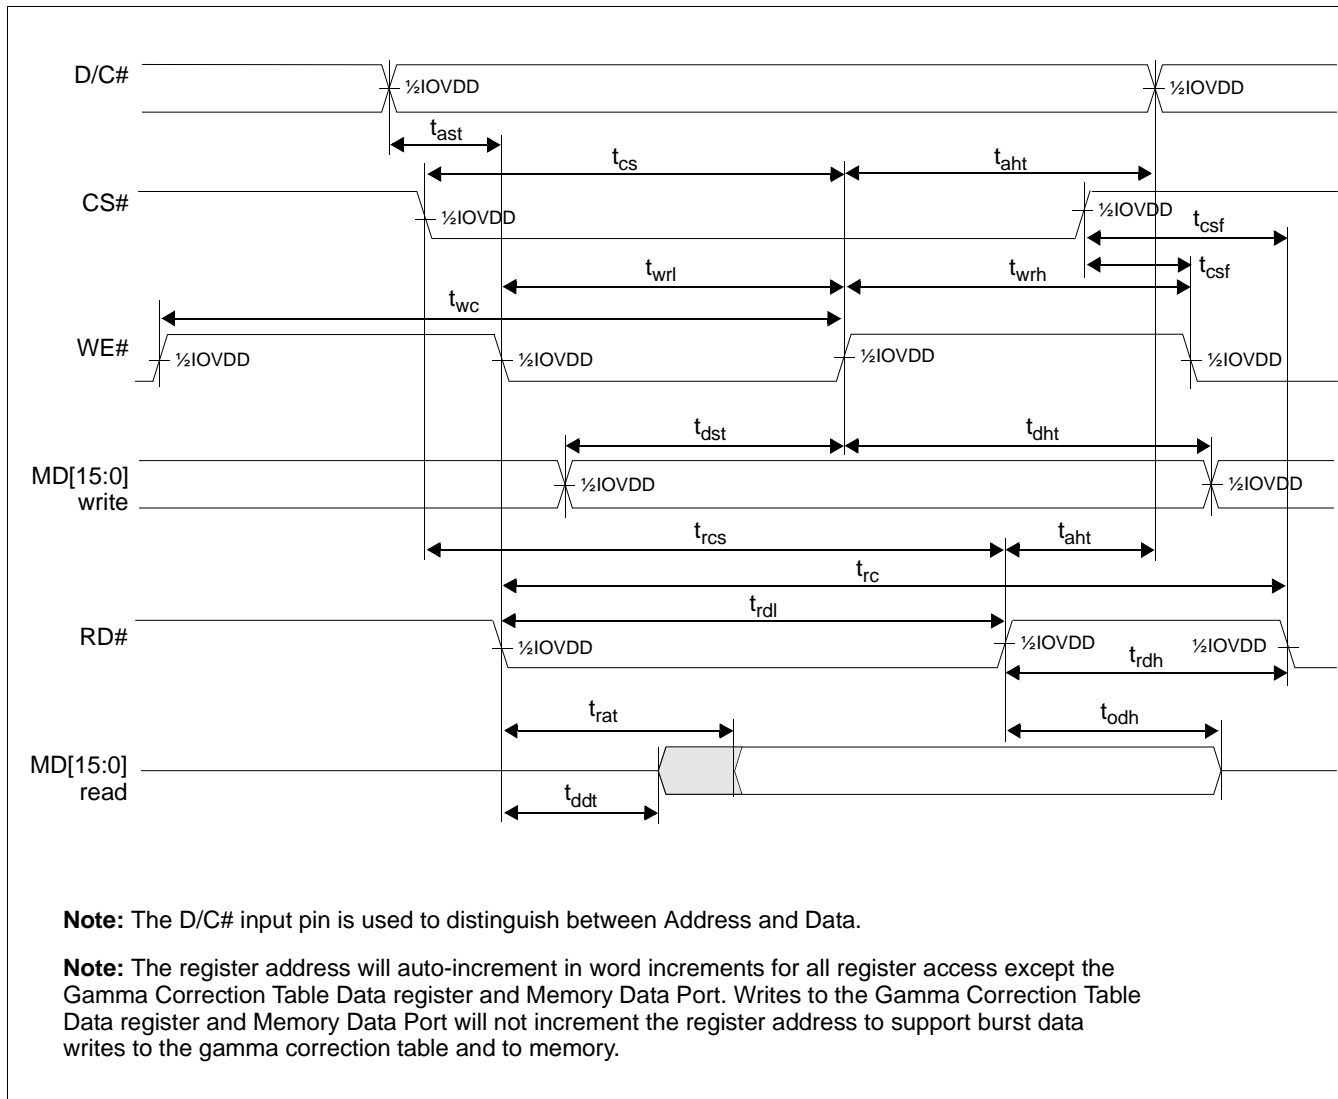 D/C#
½IOVDD
½IOVDD
tast
tcs
taht
CS#
½IOVDD
½IOVDD
tcsf
twrl
twrh
tcsf
twc
WE#
½IOVDD
½IOVDD
½IOVDD
½IOVDD
tdst
tdht
MD[15:0]
write
½IOVDD
½IOVDD
trcs
taht
trc
trdl
RD#
½IOVDD
½IOVDD
½IOVDD
trdh
trat
todh
MD[15:0]
read
tddt
Note: The D/C# input pin is used to distinguish between Address and Data.
Note: The register address will auto-increment in word increments for all register access except the
Gamma Correction Table Data register and Memory Data Port. Writes to the Gamma Correction Table
Data register and Memory Data Port will not increment the register address to support burst data
writes to the gamma correction table and to memory.